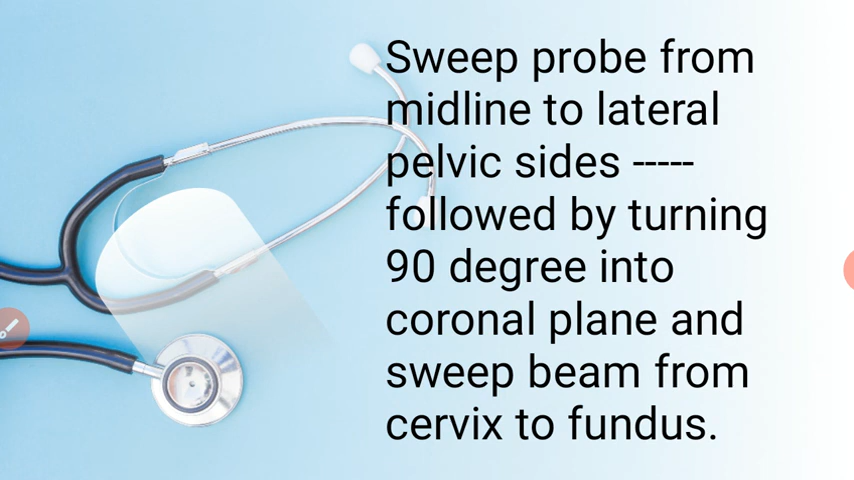 Sweep probe from
midline to lateral
pelvic sides -----
followed by turning
90 degree into
coronal plane and
sweep beam from
cervix to fundus.